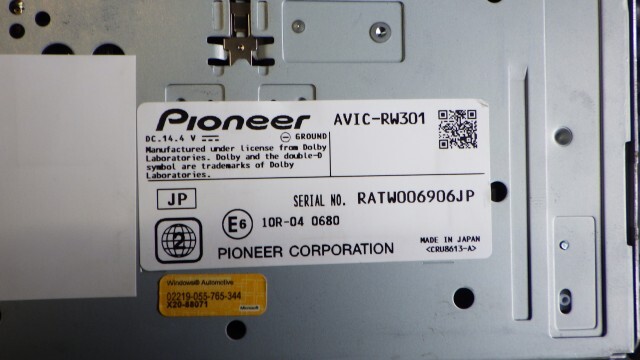 Pioneer
AVIC-RW301
DC.14.4 V
GROUND
Manufactured under license from Dolby
Laboratories. Dolby and the double-D
symbol are trademarks of Dolby
Laboratories.
JP
SERIAL NO. RATW006906JP
E6 10R-04 0680
2
PIONEER CORPORATION
MADE IN JAPAN
<CRU8613-A>
Windows® Automotive
02219-055-765-344
X20-88071
Microsoft